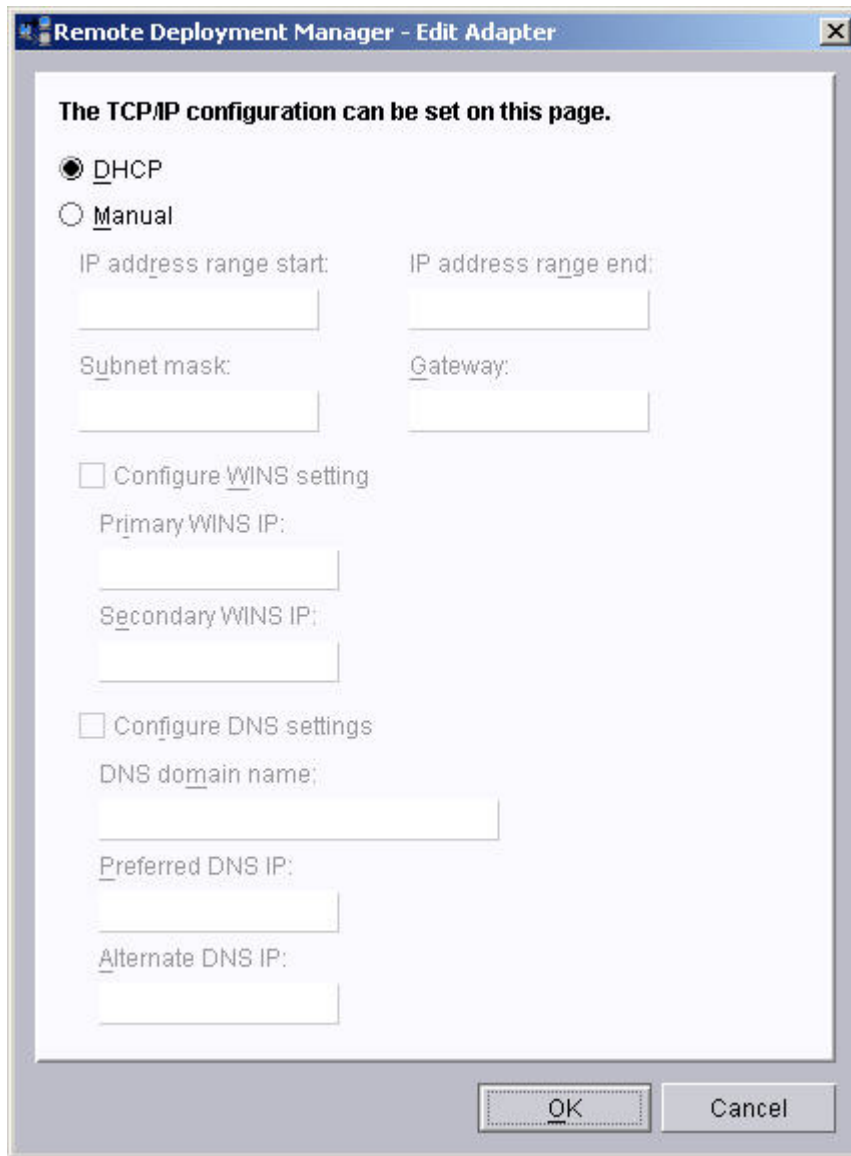 Remote Deployment Manager - Edit Adapter
The TCP/IP configuration can be set on this page.
DHCP
Manual
IP address range start: IP address range end:
Subnet mask: Gateway:
Configure WINS setting
Primary WINS IP:
Secondary WINS IP:
Configure DNS settings
DNS domain name:
Preferred DNS IP:
Alternate DNS IP:
OK Cancel